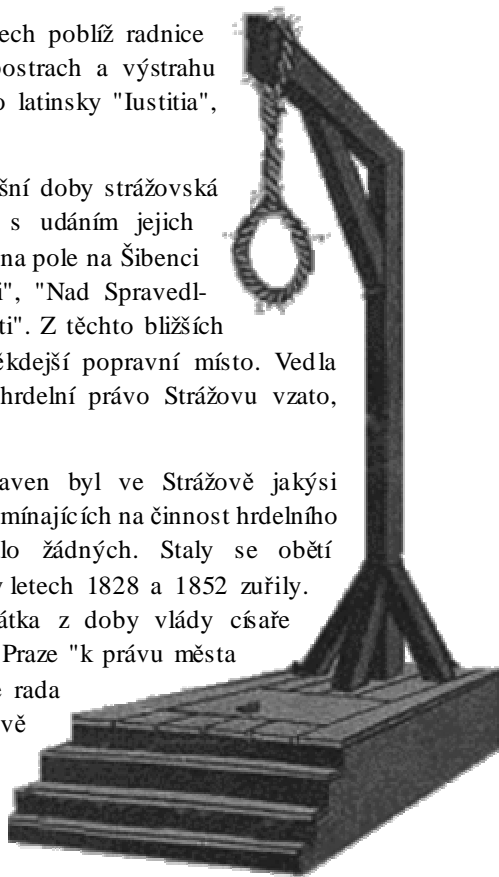 ech poblíž radnice
postrach a výstrahu
o latinsky "Iustitia",
šní doby strážovská
s udáním jejich
na pole na Šibenci
i", "Nad Spravedl-
ti". Z těchto bližších
ěkdejší popravní místo. Vedla
hrdelní právo Strážovu vzato,
aven byl ve Strážově jakýsi
omínajících na činnost hrdelního
lo žádných. Staly se obětí
v letech 1828 a 1852 zuřily.
átka z doby vlády císaře
Praze "k právu města
e rada
vě